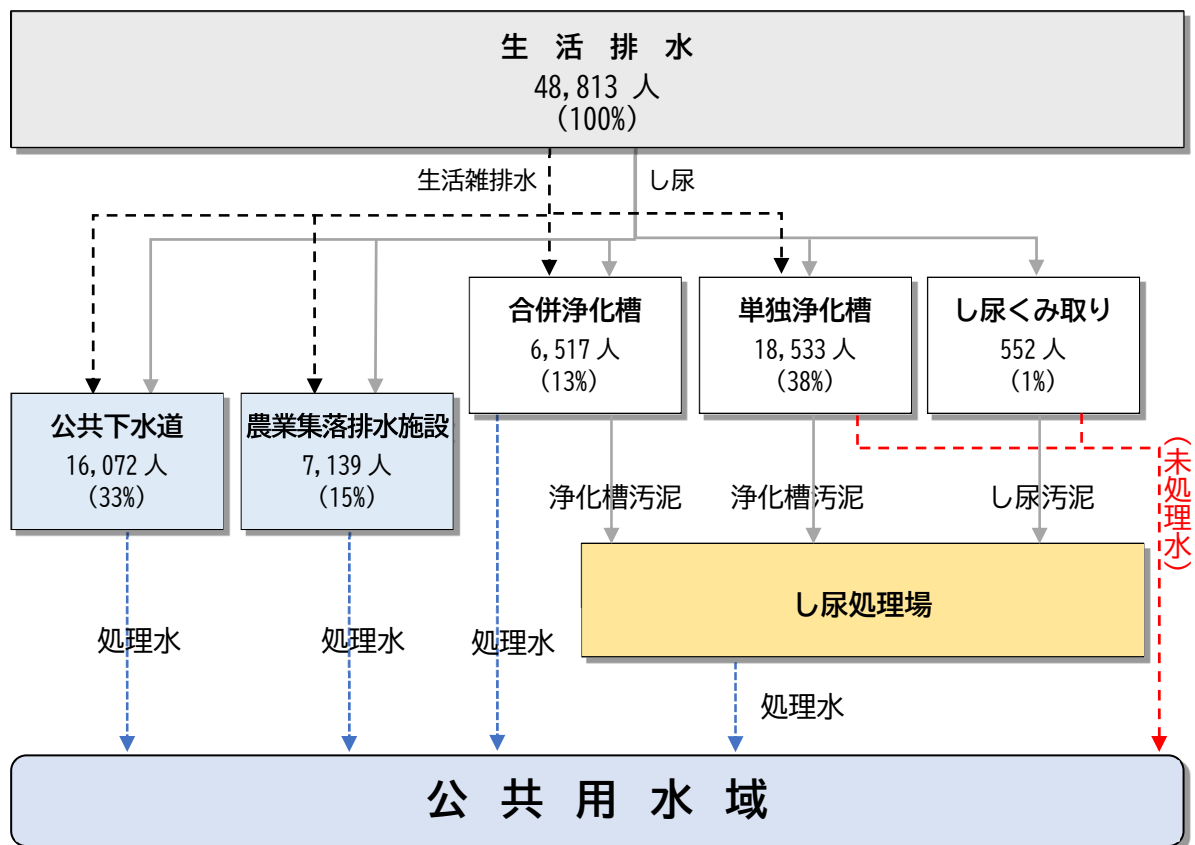 生活排水
48,813 人
(100%)
生活雑排水
し尿
合併浄化槽
6,517 人
(13%)
単独浄化槽
18,533 人
(38%)
し尿くみ取り
552 人
(1%)
公共下水道
16,072 人
(33%)
農業集落排水施設
7,139 人
(15%)
浄化槽汚泥
浄化槽汚泥
し尿汚泥
(未処理水)
し尿処理場
処理水
処理水
処理水
処理水
公共用水域